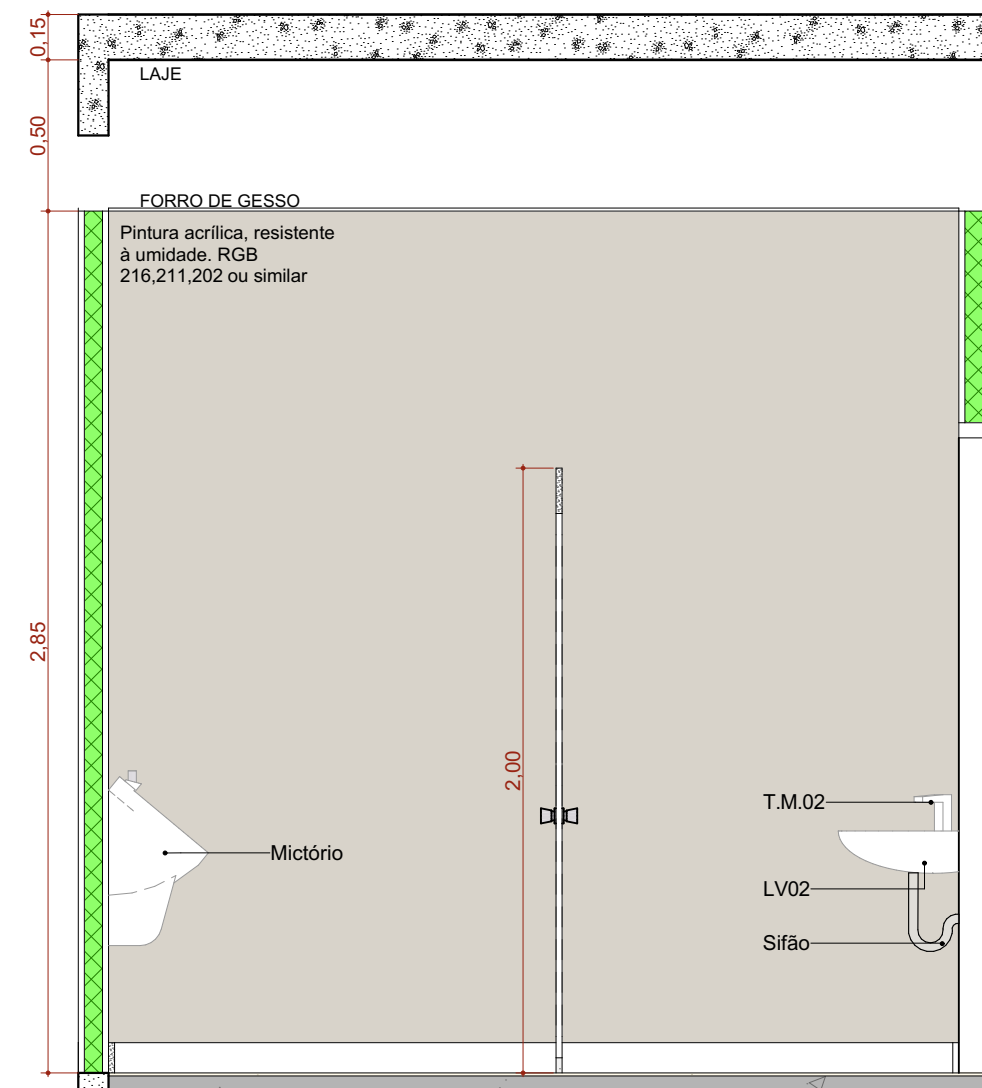 0,15
LAJE
0,50
FORRO DE GESSO
Pintura acrílica, resistente
à umidade. RGB
216,211,202 ou similar
2,85
2,00
T.M.02
Mictório
LV02
Sifão